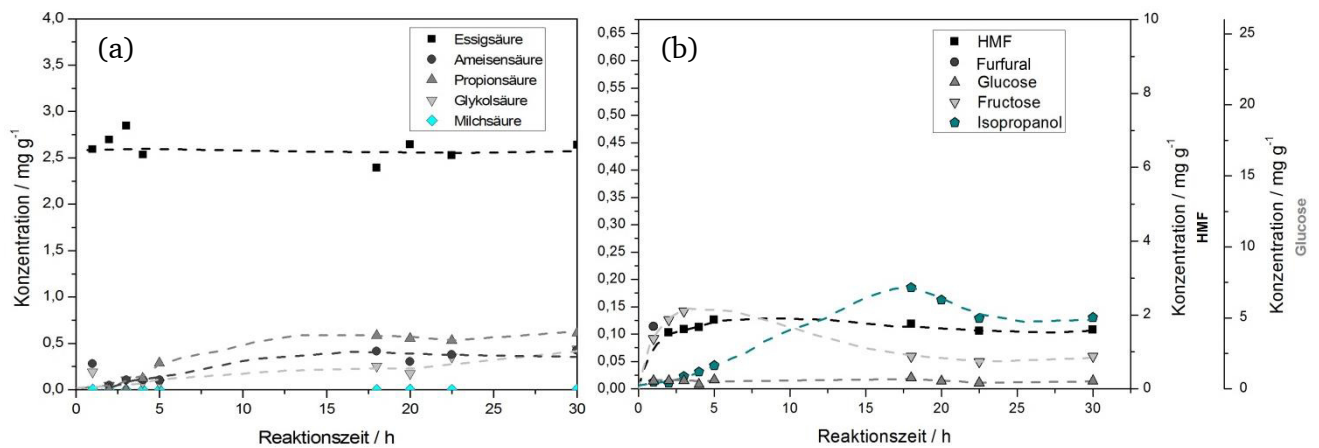 (a)
Essigsäure
Ameisensäure
Propionsäure
Glykolsäure
Milchsäure
Konzentration / mg g⁻¹
4,0
3,5
3,0
2,5
2,0
1,5
1,0
0,5
0,0
0 5 10 15 20 25 30
Reaktionszeit / h
(b)
HMF
Furfural
Glucose
Fructose
Isopropanol
0,65
0,60
0,55
0,50
0,45
0,40
0,35
0,30
0,25
0,20
0,15
0,10
0,05
0,00
0 5 10 15 20 25 30
Reaktionszeit / h
10
8
6
4
2
0
Konzentration / mg g⁻¹
HMF
25
20
15
10
5
0
Konzentration / mg g⁻¹
Glucose